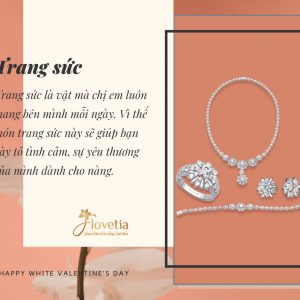 Trang sức
Trang sức là vật mà chị em luôn
mang bên mình mỗi ngày. Vì thế
món trang sức này sẽ giúp bạn
bày tỏ tình cảm, sự yêu thương
của mình dành cho nàng.
lovetia
HAPPY WHITE VALENTINE'S DAY